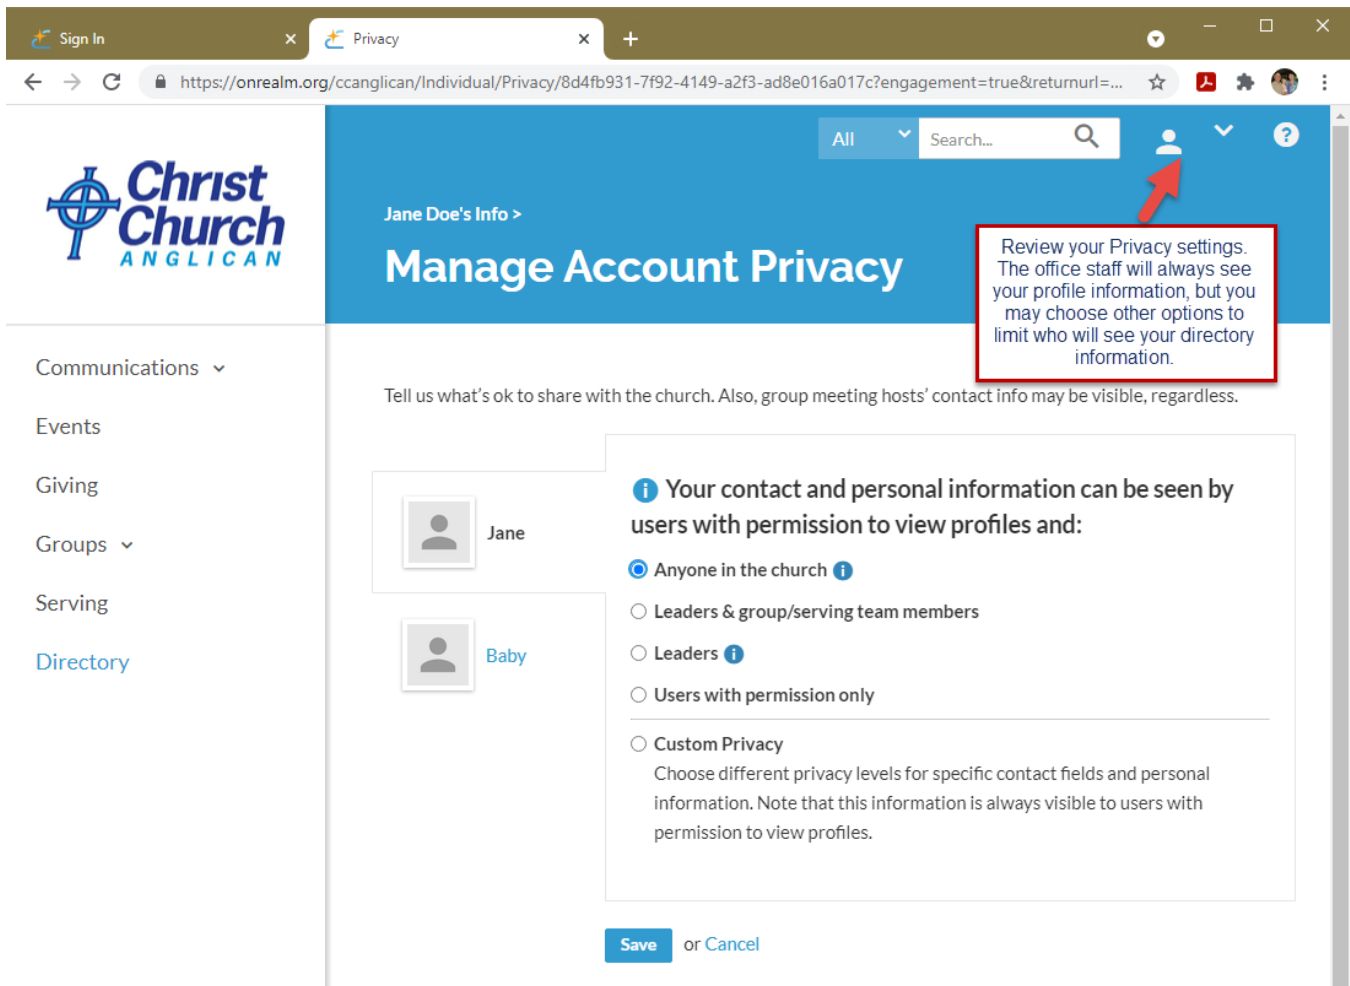 Sign In
Privacy
https://onrealm.org/ccanglican/Individual/Privacy/8d4fb931-7f92-4149-a2f3-ad8e016a017c?engagement=true&returnurl=...
Christ
Church
ANGLICAN
All
Search...
Jane Doe's Info >
Manage Account Privacy
Review your Privacy settings.
The office staff will always see
your profile information, but you
may choose other options to
limit who will see your directory
information.
Communications
Events
Giving
Groups
Serving
Directory
Tell us what's ok to share with the church. Also, group meeting hosts' contact info may be visible, regardless.
Jane
Baby
Your contact and personal information can be seen by
users with permission to view profiles and:
Anyone in the church
Leaders & group/serving team members
Leaders
Users with permission only
Custom Privacy
Choose different privacy levels for specific contact fields and personal
information. Note that this information is always visible to users with
permission to view profiles.
Save or Cancel